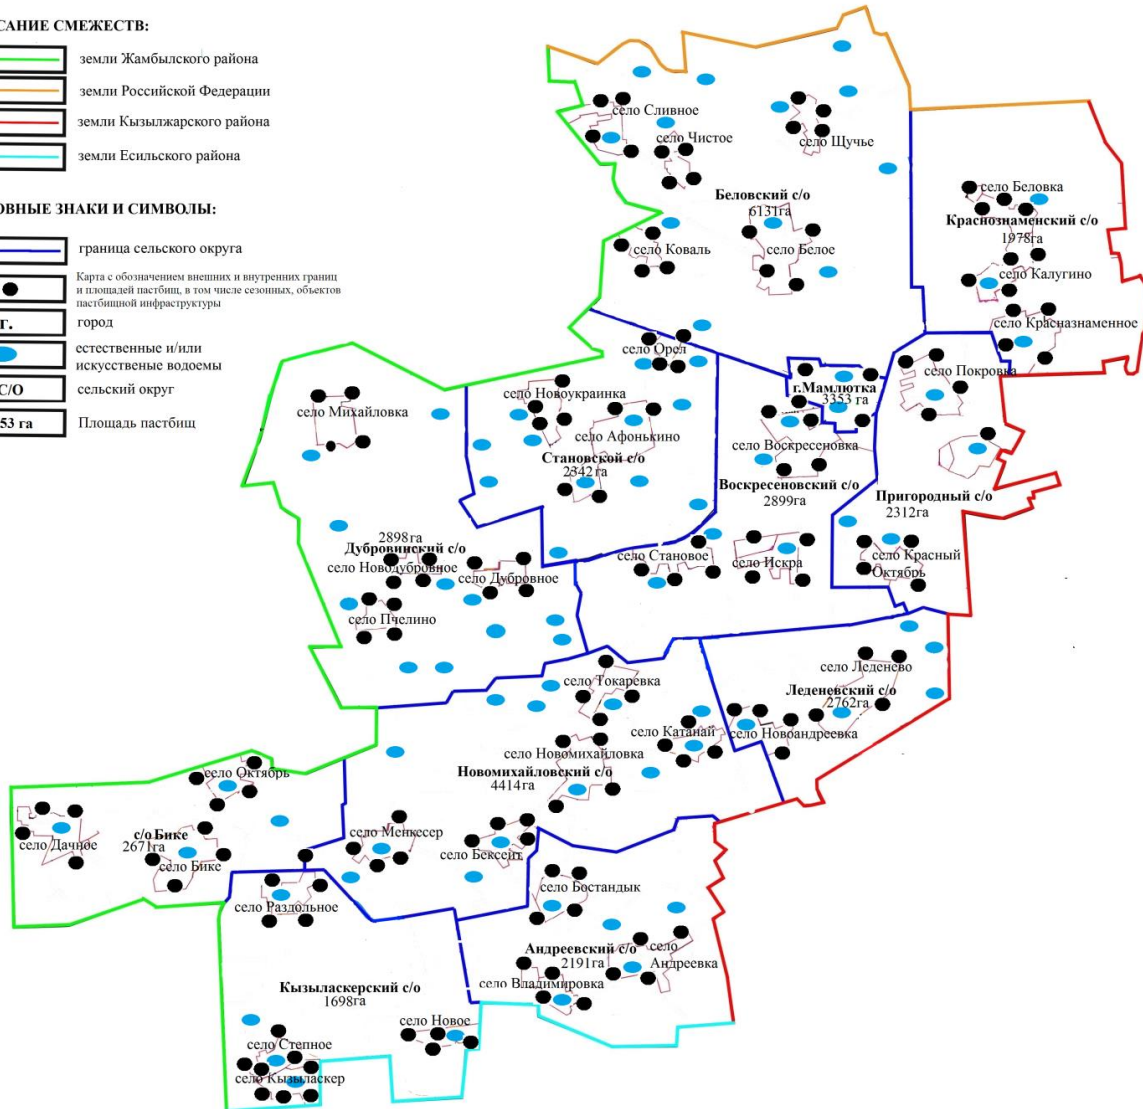 САНИЕ СМЕЖЕСТВ:
земли Жамбылского района
земли Российской Федерации
земли Кызылжарского района
земли Есильского района
ОВНЫЕ ЗНАКИ И СИМВОЛЫ:
граница сельского округа
Карта с обозначением внешних и внутренних границ
и площадей пастбищ, в том числе сезонных, объектов
пастбищной инфраструктуры
г.
город
естественные и/или
искусственые водоемы
С/О
сельский округ
53 га
Площадь пастбищ
село Сливное
село Чистое
село Щучье
Беловский с/о
6131га
село Коваль
село Белое
село Беловка
Краснознаменский с/о
1978га
село Калугино
село Красназнаменное
село Орел
село Покровка
г.Мамлютка
3353 га
село Новоукраинка
село Михайловка
село Афонькино
село Воскресеновка
Становской с/о
2342га
Воскресеновский с/о
2899га
Пригородный с/о
2312га
2898га
Дубровинский с/о
село Новодубровное
село Дубровное
село Становое
село Искра
село Красный
Октябрь
село Пчелино
село Токаревка
село Леденево
Леденевский с/о
2762га
село Катанай
село Новоандреевка
село Новомихайловка
Новомихайловский с/о
4414га
село Октябрь
с/о Бике
2671га
село Дачное
село Бике
село Менкесер
село Бексеит
село Бостандык
село Раздольное
Андреевский с/о
2191га
село
Андреевка
село Владимировка
Кызыласкерский с/о
1698га
село Новое
село Степное
село Кызыласкер